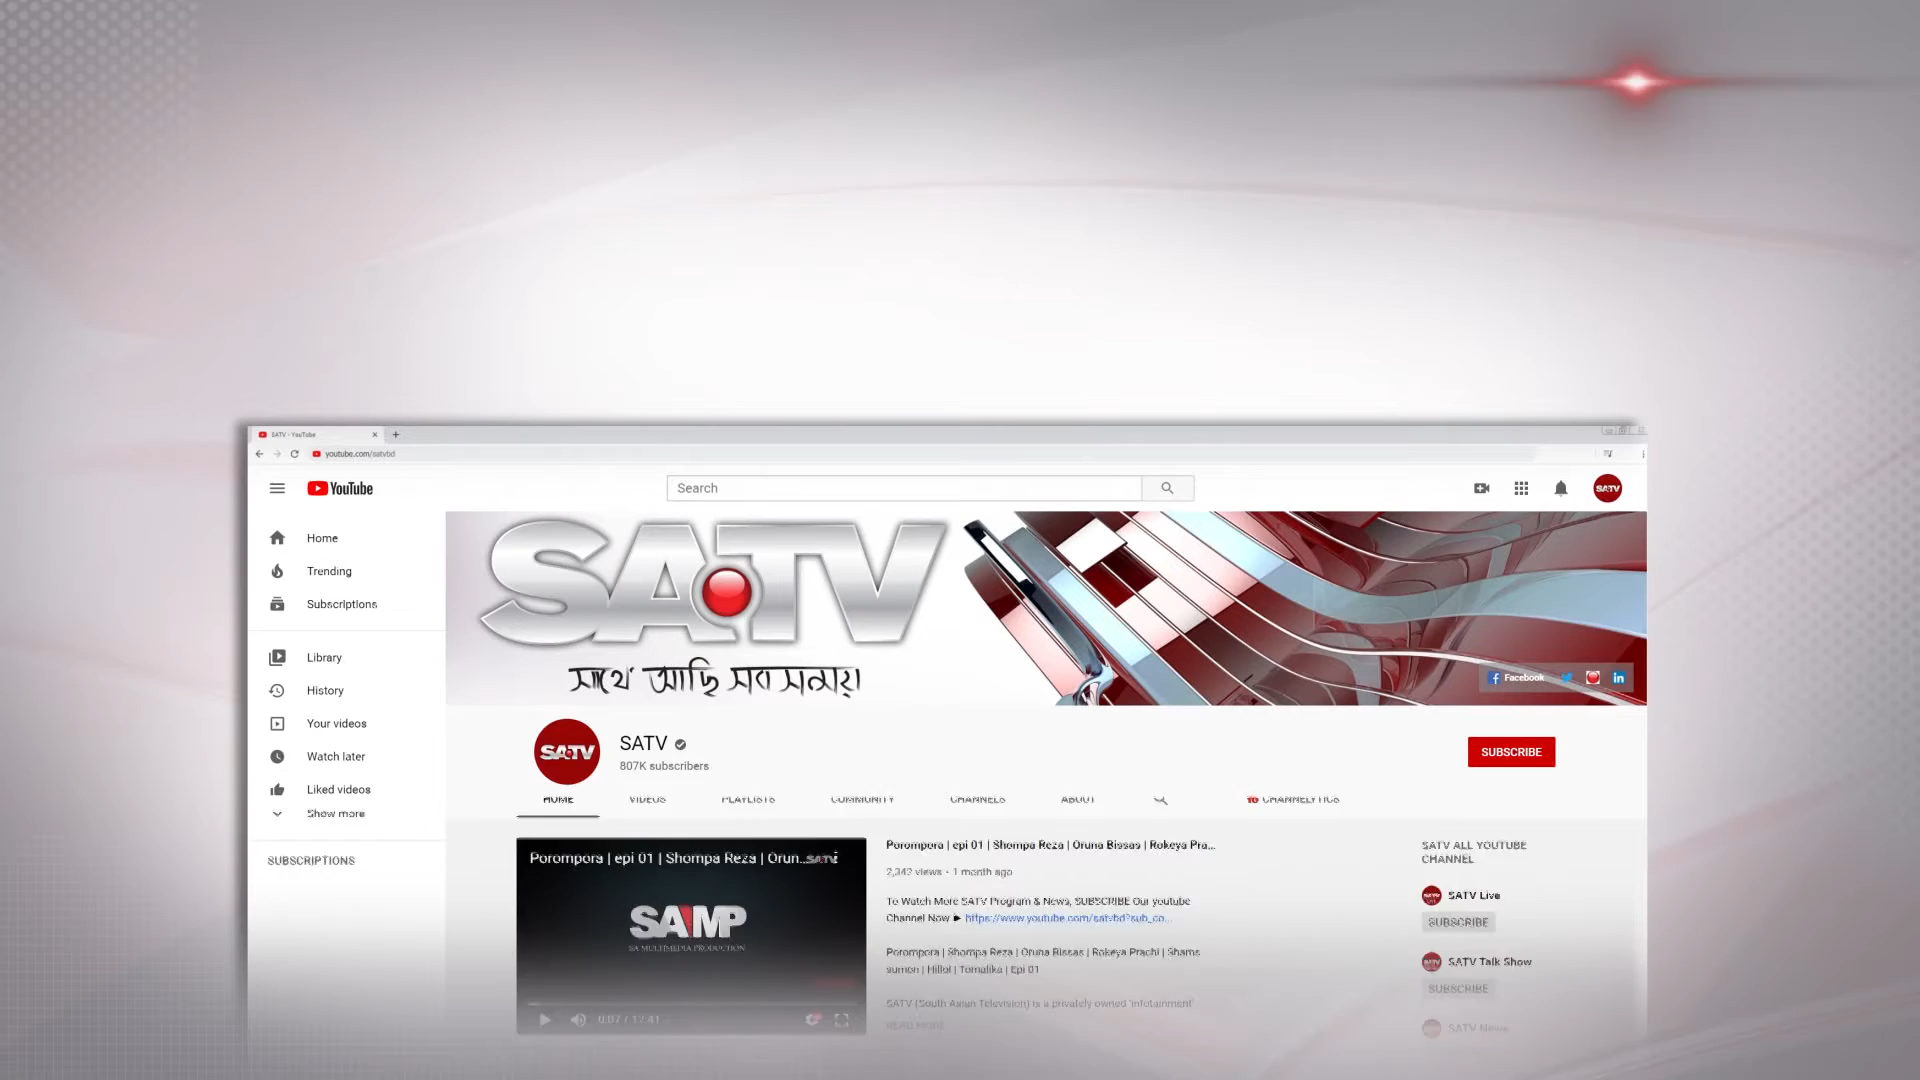 SATV - YouTube
youtube.com/satvbd
YouTube
Search
SATV
Home
Trending
Subscriptions
Library
History
Your videos
Watch later
Liked videos
Show more
SUBSCRIPTIONS
SATV
সাথে আছি সব সময়।
Facebook
SATV
SATV
807K subscribers
SUBSCRIBE
HOME
VIDEOS
PLAYLISTS
COMMUNITY
CHANNELS
ABOUT
CHANNELYTICS
Porompora | epi 01 | Shompa Reza | Orun...
SATV
SAMP
SA MULTIMEDIA PRODUCTION
0:07 / 17:41
Porompora | epi 01 | Shompa Reza | Oruna Bissas | Rokeya Pra...
2,342 views • 1 month ago
To Watch More SATV Program & News, SUBSCRIBE Our youtube
Channel Now ► https://www.youtube.com/satvbd?sub_co...
Porompora | Shompa Reza | Oruna Bissas | Rokeya Prachi | Shams
sumon | Hillol | Tomalika | Epi 01
SATV (South Asian Television) is a privately owned 'infotainment'
READ MORE
SATV ALL YOUTUBE
CHANNEL
SATV Live
SUBSCRIBE
SATV Talk Show
SUBSCRIBE
SATV News